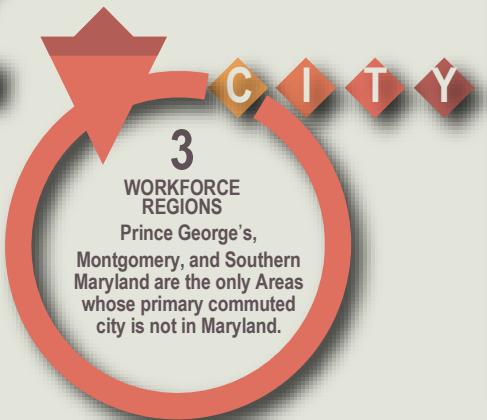 CITY
3
WORKFORCE
REGIONS
Prince George's,
Montgomery, and Southern
Maryland are the only Areas
whose primary commuted
city is not in Maryland.